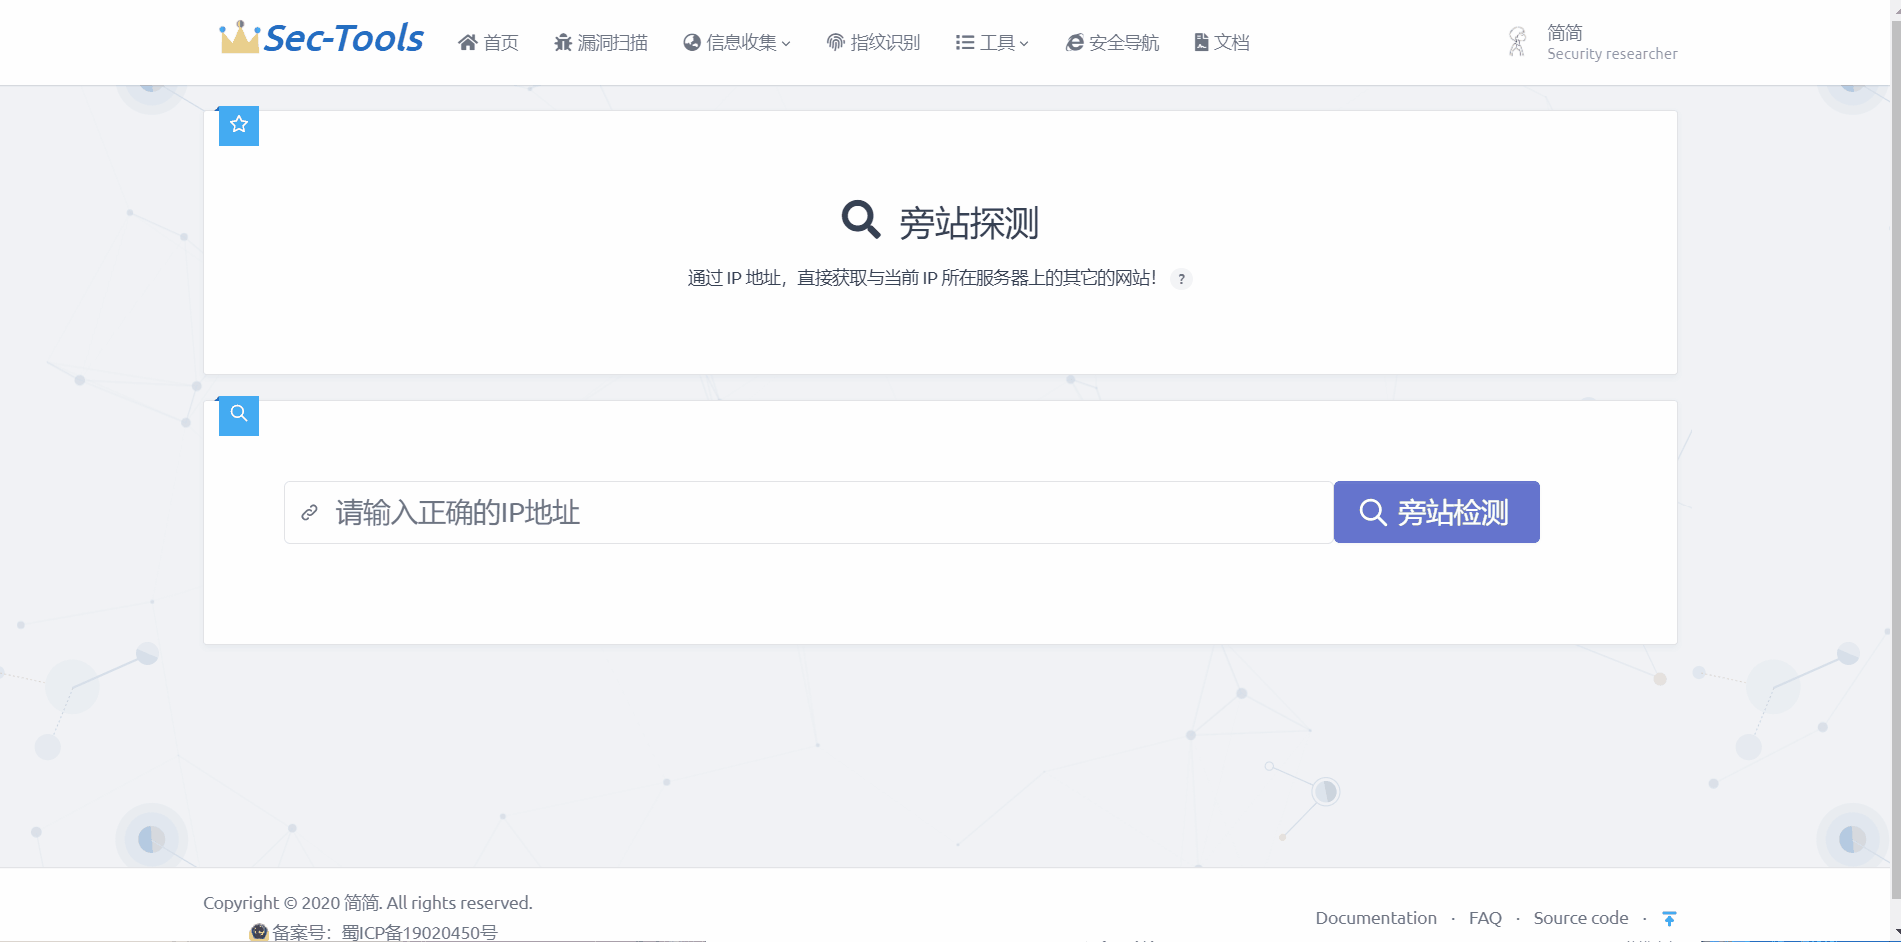 Sec-Tools 首页 漏洞扫描 信息收集 指纹识别 工具 安全导航 文档 简简
Security researcher
旁站探测
通过 IP 地址，直接获取与当前 IP 所在服务器上的其它的网站！ ?
请输入正确的IP地址 旁站检测
Copyright © 2020 简简. All rights reserved.
Documentation · FAQ · Source code ·
备案号：蜀ICP备19020450号